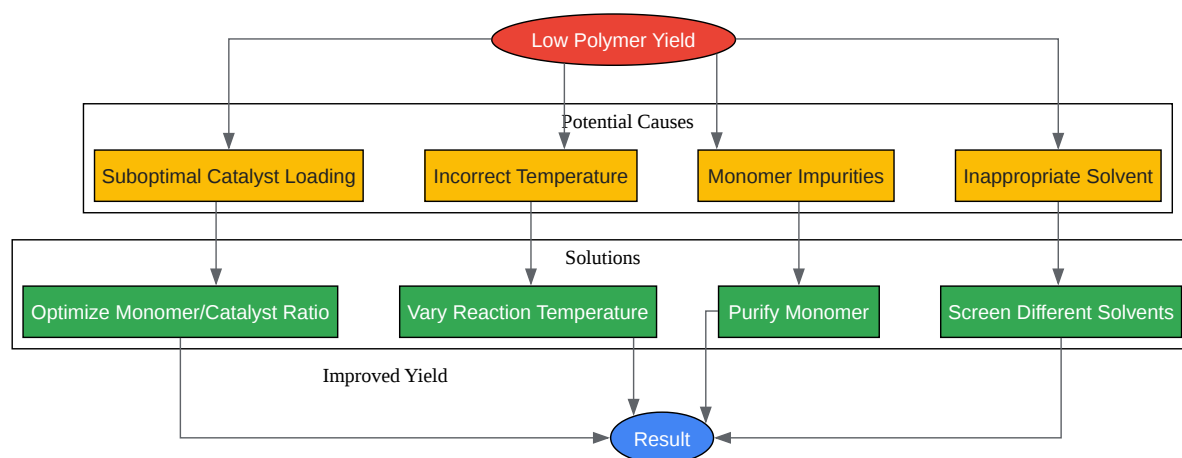 Low Polymer Yield
Potential Causes
Suboptimal Catalyst Loading
Incorrect Temperature
Monomer Impurities
Inappropriate Solvent
Solutions
Optimize Monomer/Catalyst Ratio
Vary Reaction Temperature
Purify Monomer
Screen Different Solvents
Improved Yield
Result